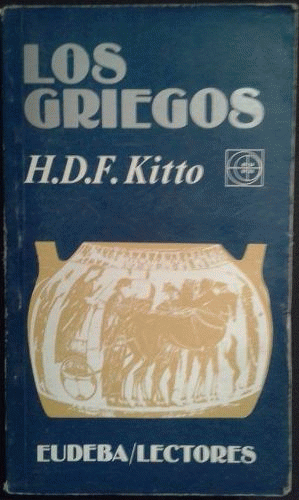 LOS
GRIEGOS
H.D.F. Kitto
EUDEBA/LECTORES